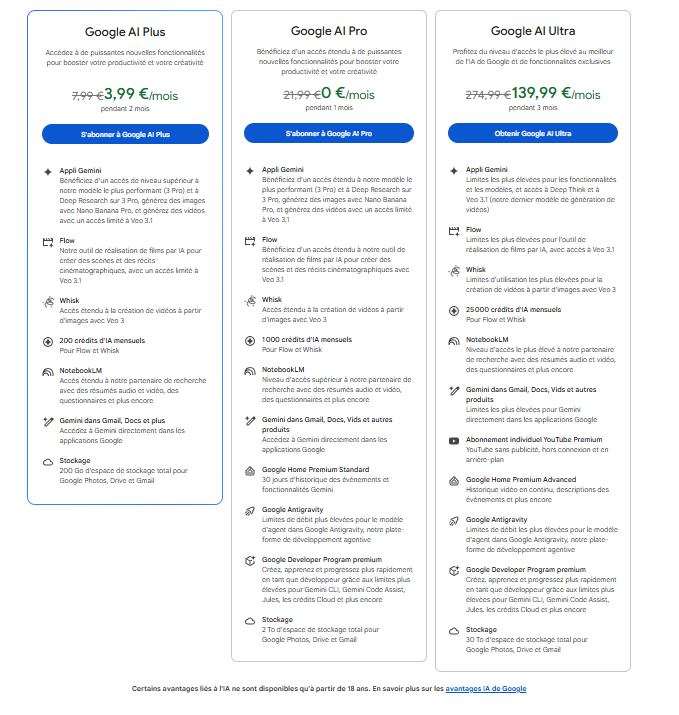 Google AI Plus
Accédez à de puissantes nouvelles fonctionnalités
pour booster votre productivité et votre créativité
7,99 € 3,99 €/mois
pendant 2 mois
S'abonner à Google AI Plus
Appli Gemini
Bénéficiez d'un accès de niveau supérieur à
notre modèle le plus performant (3 Pro) et à
Deep Research sur 3 Pro, générez des images
avec Nano Banana Pro, et générez des vidéos
avec un accès limité à Veo 3.1
Flow
Notre outil de réalisation de films par IA pour
créer des scènes et des récits
cinématographiques, avec un accès limité à
Veo 3.1
Whisk
Accès étendu à la création de vidéos à partir
d'images avec Veo 3
200 crédits d'IA mensuels
Pour Flow et Whisk
NotebookLM
Accès étendu à notre partenaire de recherche
avec des résumés audio et vidéo, des
questionnaires et plus encore
Gemini dans Gmail, Docs et plus
Accédez à Gemini directement dans les
applications Google
Stockage
200 Go d'espace de stockage total pour
Google Photos, Drive et Gmail
Google AI Pro
Bénéficiez d'un accès étendu à de puissantes
nouvelles fonctionnalités pour booster votre
productivité et votre créativité
21,99 € 0 €/mois
pendant 1 mois
S'abonner à Google AI Pro
Appli Gemini
Bénéficiez d'un accès étendu à notre modèle le
plus performant (3 Pro) et à Deep Research sur
3 Pro, générez des images avec Nano Banana
Pro, et générez des vidéos avec un accès limité
à Veo 3.1
Flow
Bénéficiez d'un accès étendu à notre outil de
réalisation de films par IA pour créer des
scènes et des récits cinématographiques avec
Veo 3.1
Whisk
Accès étendu à la création de vidéos à partir
d'images avec Veo 3
1 000 crédits d'IA mensuels
Pour Flow et Whisk
NotebookLM
Niveau d'accès supérieur à notre partenaire de
recherche avec des résumés audio et vidéo,
des questionnaires et plus encore
Gemini dans Gmail, Docs, Vids et autres
produits
Accédez à Gemini directement dans les
applications Google
Google Home Premium Standard
30 jours d'historique des événements et
fonctionnalités Gemini
Google Antigravity
Limites de débit plus élevées pour le modèle
d'agent dans Google Antigravity, notre plate-
forme de développement agentive
Google Developer Program premium
Créez, apprenez et progressez plus rapidement
en tant que développeur grâce aux limites plus
élevées pour Gemini CLI, Gemini Code Assist,
Jules, les crédits Cloud et plus encore
Stockage
2 To d'espace de stockage total pour
Google Photos, Drive et Gmail
Google AI Ultra
Profitez du niveau d'accès le plus élevé au meilleur
de l'IA de Google et de fonctionnalités exclusives
274,99 € 139,99 €/mois
pendant 3 mois
Obtenir Google AI Ultra
Appli Gemini
Limites les plus élevées pour les fonctionnalités
et les modèles, et accès à Deep Think et à
Veo 3.1 (notre dernier modèle de génération de
vidéos)
Flow
Limites les plus élevées pour l'outil de
réalisation de films par IA, avec accès à Veo 3.1
Whisk
Limites d'utilisation les plus élevées pour la
création de vidéos à partir d'images avec Veo 3
25 000 crédits d'IA mensuels
Pour Flow et Whisk
NotebookLM
Niveau d'accès le plus élevé à notre partenaire
de recherche avec des résumés audio et vidéo,
des questionnaires et plus encore
Gemini dans Gmail, Docs, Vids et autres
produits
Limites les plus élevées pour Gemini
directement dans les applications Google
Abonnement individuel YouTube Premium
YouTube sans publicité, hors connexion et en
arrière-plan
Google Home Premium Advanced
Historique vidéo en continu, descriptions des
événements et plus encore
Google Antigravity
Limites de débit les plus élevées pour le modèle
d'agent dans Google Antigravity, notre plate-
forme de développement agentive
Google Developer Program premium
Créez, apprenez et progressez plus rapidement
en tant que développeur grâce aux limites plus
élevées pour Gemini CLI, Gemini Code Assist,
Jules, les crédits Cloud et plus encore
Stockage
30 To d'espace de stockage total pour
Google Photos, Drive et Gmail
Certains avantages liés à l'IA ne sont disponibles qu'à partir de 18 ans. En savoir plus sur les avantages IA de Google